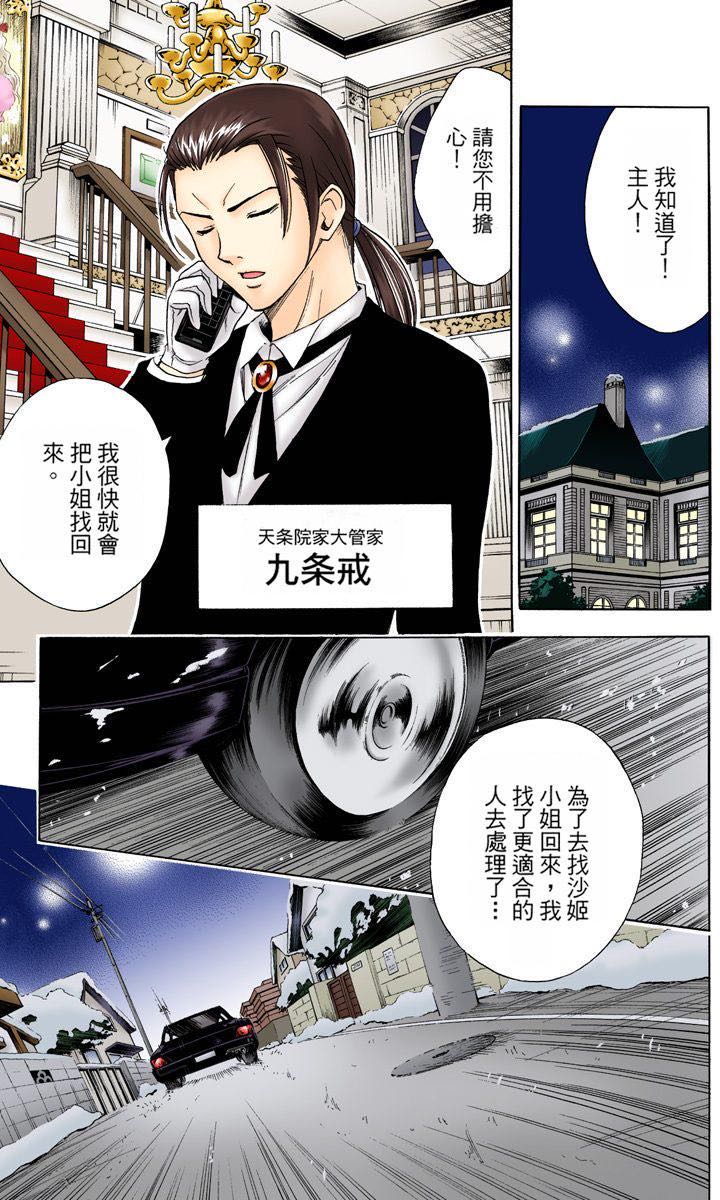 我知道了！
主人！
請您不用擔
心！
我很快就會
把小姐找回
來。
天条院家大管家
九条戒
為了去找沙姬
小姐回來，我
找了更適合的
人去處理了…